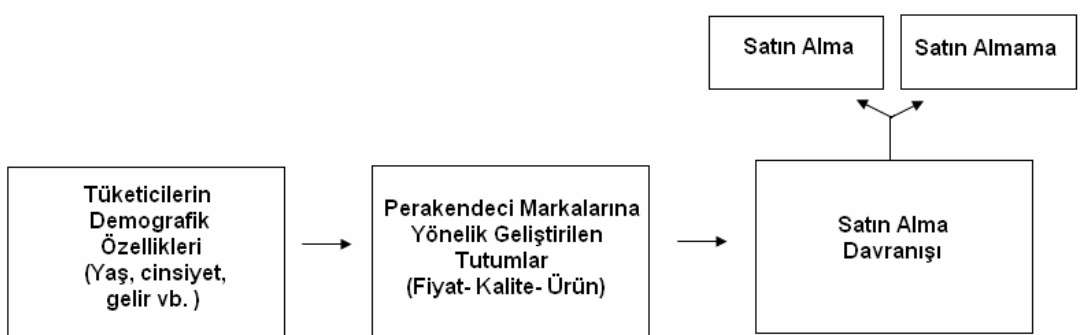 Satın Alma
Satın Almama
Tüketicilerin
Demografik
Özellikleri
(Yaş, cinsiyet,
gelir vb. )
Perakendeci Markalarına
Yönelik Geliştirilen
Tutumlar
(Fiyat- Kalite- Ürün)
Satın Alma
Davranışı